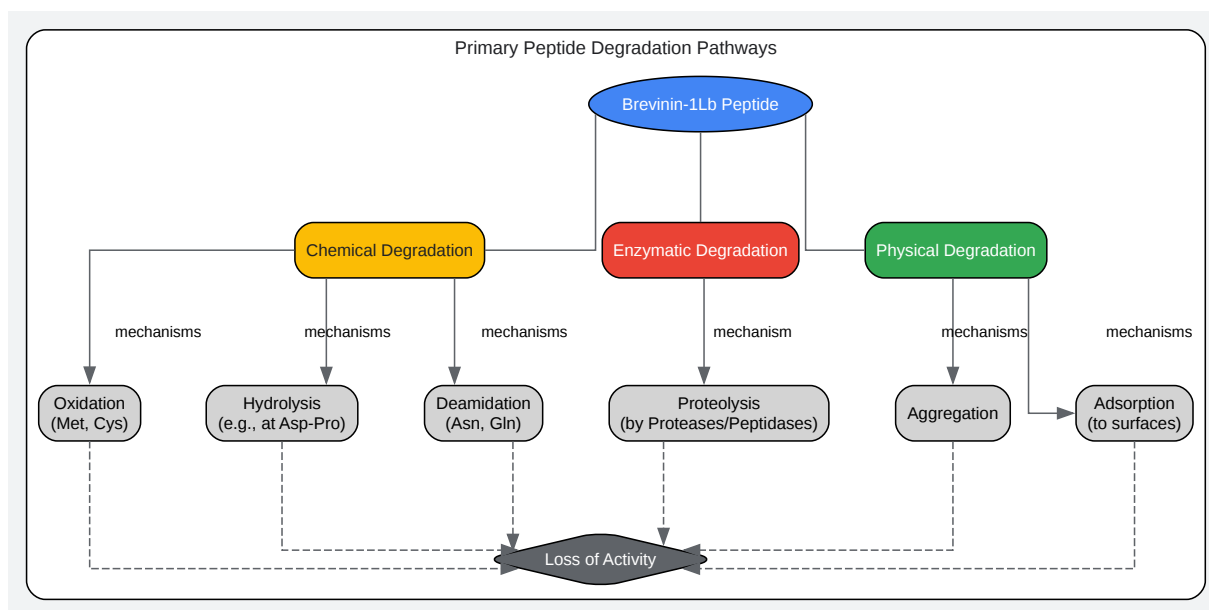 Primary Peptide Degradation Pathways
Brevinin-1Lb Peptide
Chemical Degradation
Enzymatic Degradation
Physical Degradation
mechanisms
mechanisms
mechanisms
mechanism
mechanisms
mechanisms
Oxidation
(Met, Cys)
Hydrolysis
(e.g., at Asp-Pro)
Deamidation
(Asn, Gln)
Proteolysis
(by Proteases/Peptidases)
Aggregation
Adsorption
(to surfaces)
Loss of Activity